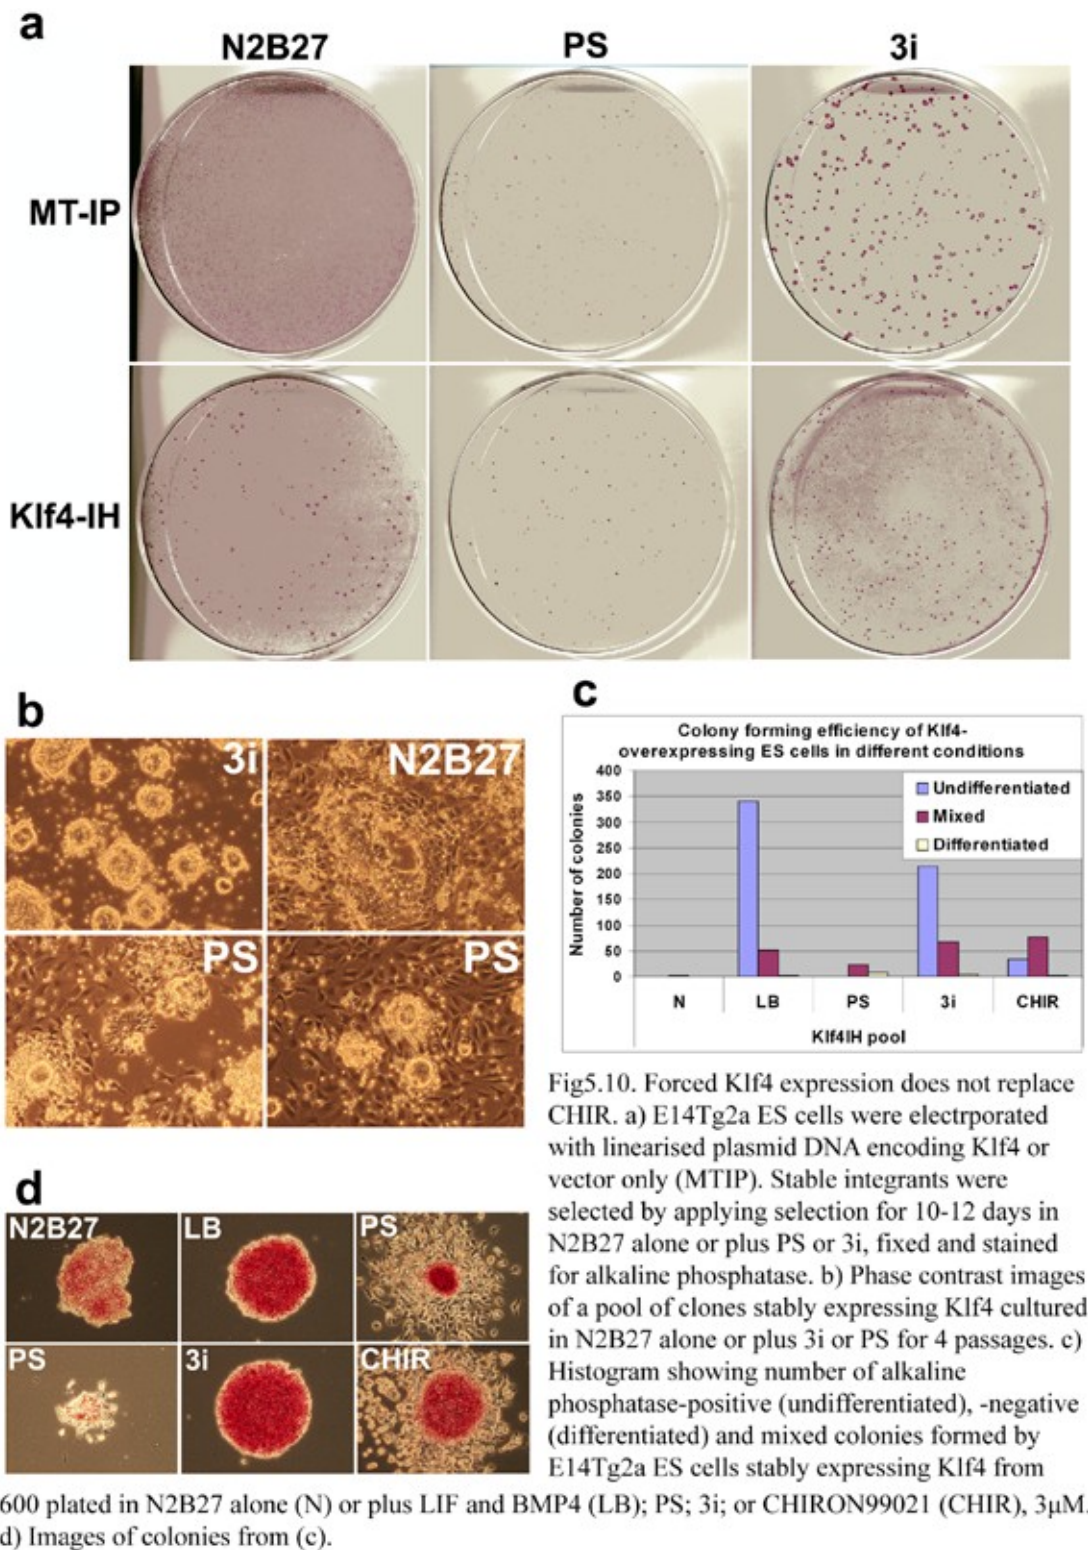 a
N2B27 PS 3i
MT-IP
Klf4-IH
b
3i N2B27
PS PS
c
Colony forming efficiency of Klf4-
overexpressing ES cells in different conditions
Number of colonies
400
350
300
250
200
150
100
50
0
Undifferentiated
Mixed
Differentiated
N LB PS 3i CHIR
Klf4IH pool
d
N2B27 LB PS
PS 3i CHIR
Fig5.10. Forced Klf4 expression does not replace
CHIR. a) E14Tg2a ES cells were electrporated
with linearised plasmid DNA encoding Klf4 or
vector only (MTIP). Stable integrants were
selected by applying selection for 10-12 days in
N2B27 alone or plus PS or 3i, fixed and stained
for alkaline phosphatase. b) Phase contrast images
of a pool of clones stably expressing Klf4 cultured
in N2B27 alone or plus 3i or PS for 4 passages. c)
Histogram showing number of alkaline
phosphatase-positive (undifferentiated), -negative
(differentiated) and mixed colonies formed by
E14Tg2a ES cells stably expressing Klf4 from
600 plated in N2B27 alone (N) or plus LIF and BMP4 (LB); PS; 3i; or CHIRON99021 (CHIR), 3μM.
d) Images of colonies from (c).